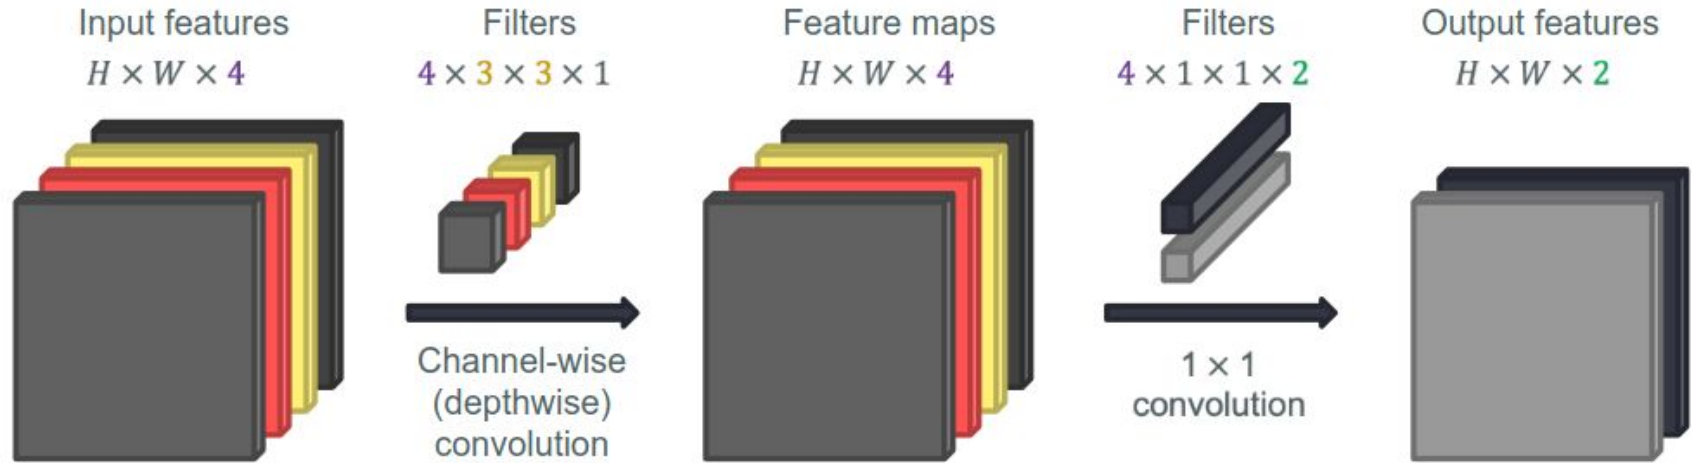 Input features
H × W × 4
Filters
4 × 3 × 3 × 1
Feature maps
H × W × 4
Filters
4 × 1 × 1 × 2
Output features
H × W × 2
Channel-wise
(depthwise)
convolution
1 × 1
convolution